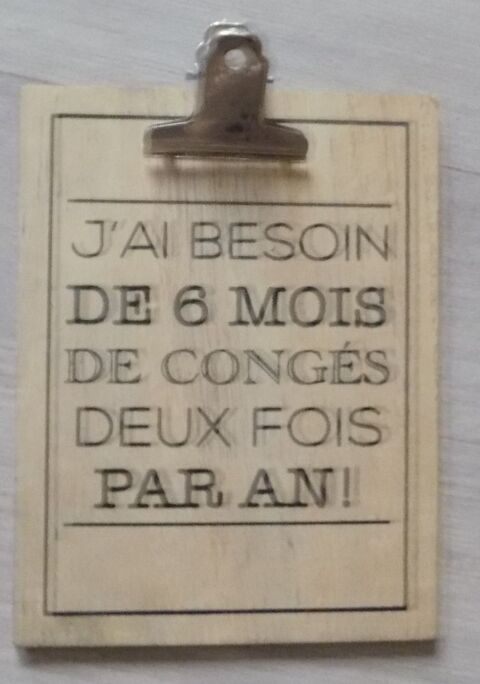 J'AI BESOIN
DE 6 MOIS
DE CONGÉS
DEUX FOIS
PAR AN!